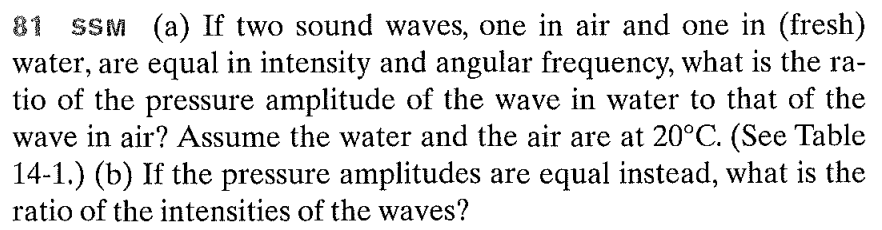 81 SSM (a) If two sound waves, one in air and one in (fresh)
water, are equal in intensity and angular frequency, what is the ra-
tio of the pressure amplitude of the wave in water to that of the
wave in air? Assume the water and the air are at 20°C. (See Table
14-1.) (b) If the pressure amplitudes are equal instead, what is the
ratio of the intensities of the waves?